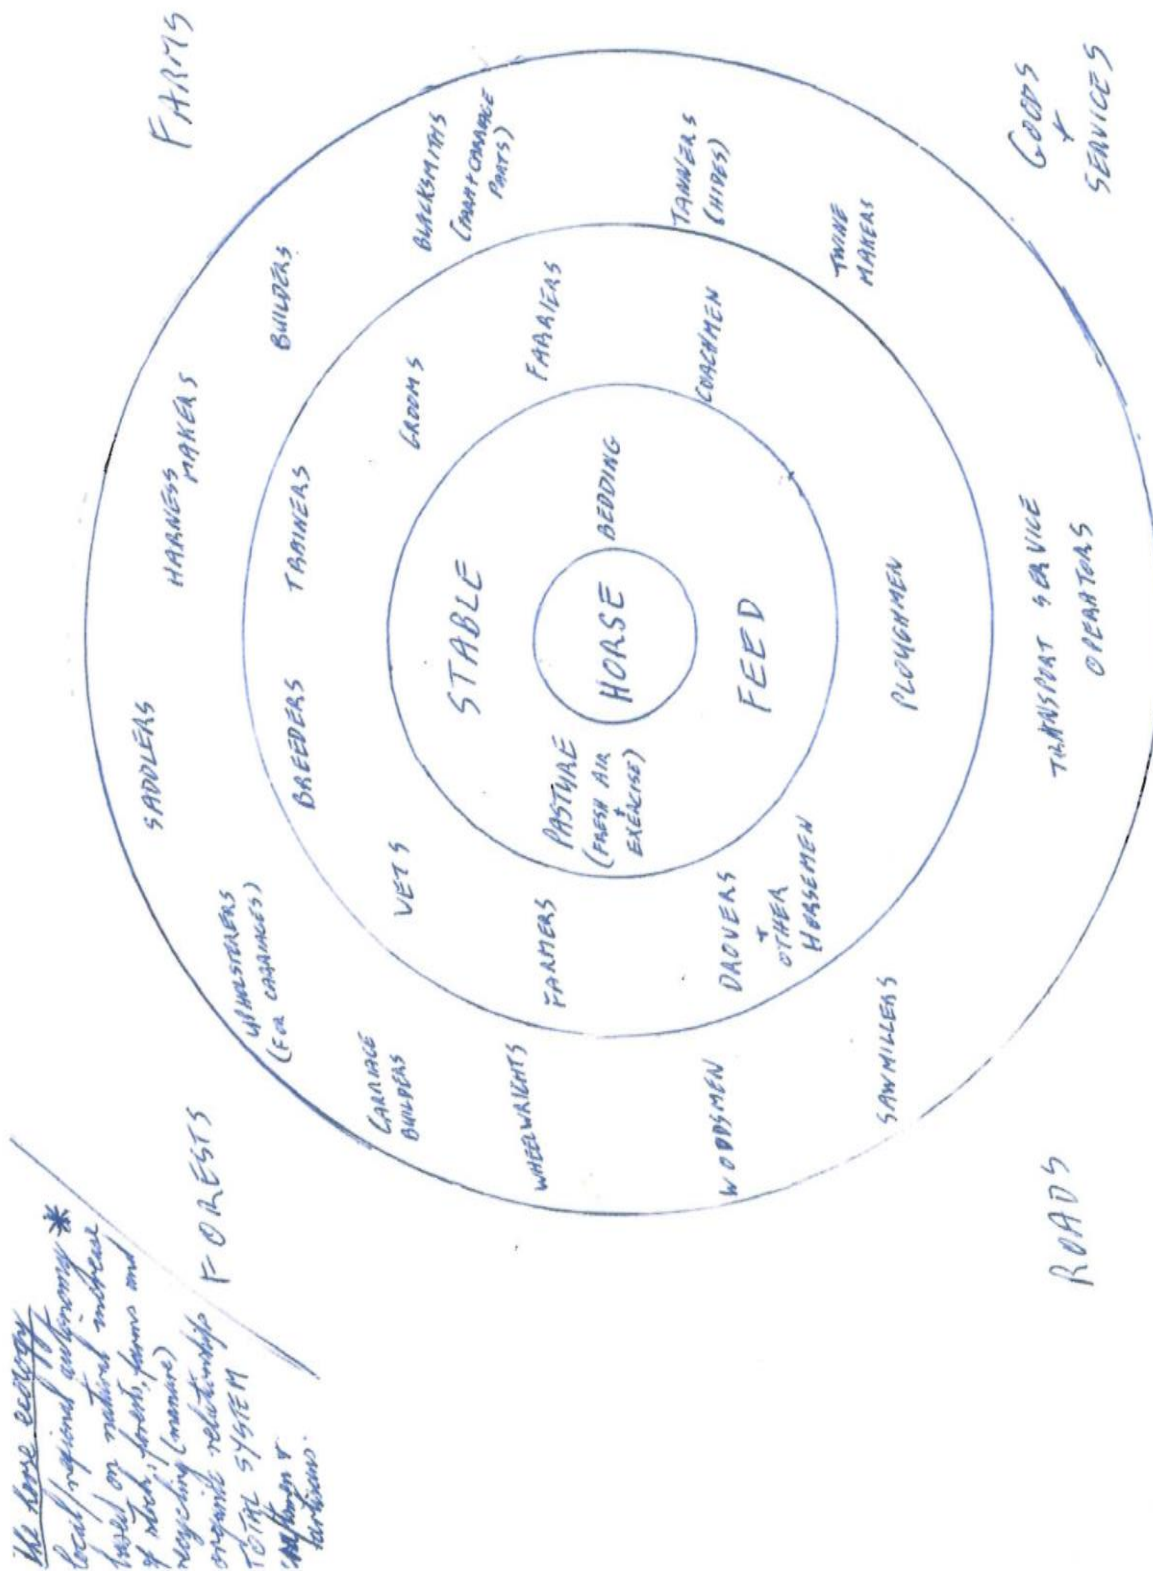 The horse ecology
local/regional autonomy *
based on natural increase
of stock, forests, farms and
recycling (manure)
organic relationships
TOTAL SYSTEM
FORESTS
FARMS
ROADS
GOODS
+
SERVICES
UPHOLSTERERS
(FOR CARRIAGES)
SADDLERS
HARNESS
MAKERS
BUILDERS
BLACKSMITHS
(FARM + CARRIAGE
PARTS)
TANNERS
(HIDES)
TWINE
MAKERS
TRANSPORT SERVICE
OPERATORS
SAWMILLERS
WOODSMEN
WHEELWRIGHTS
CARRIAGE
BUILDERS
VETS
BREEDERS
TRAINERS
GROOMS
FARRIERS
COACHMEN
PLOUGHMEN
DROVERS
+
OTHER
HORSEMEN
FARMERS
STABLE
BEDDING
FEED
PASTURE
(FRESH AIR
+
EXERCISE)
HORSE